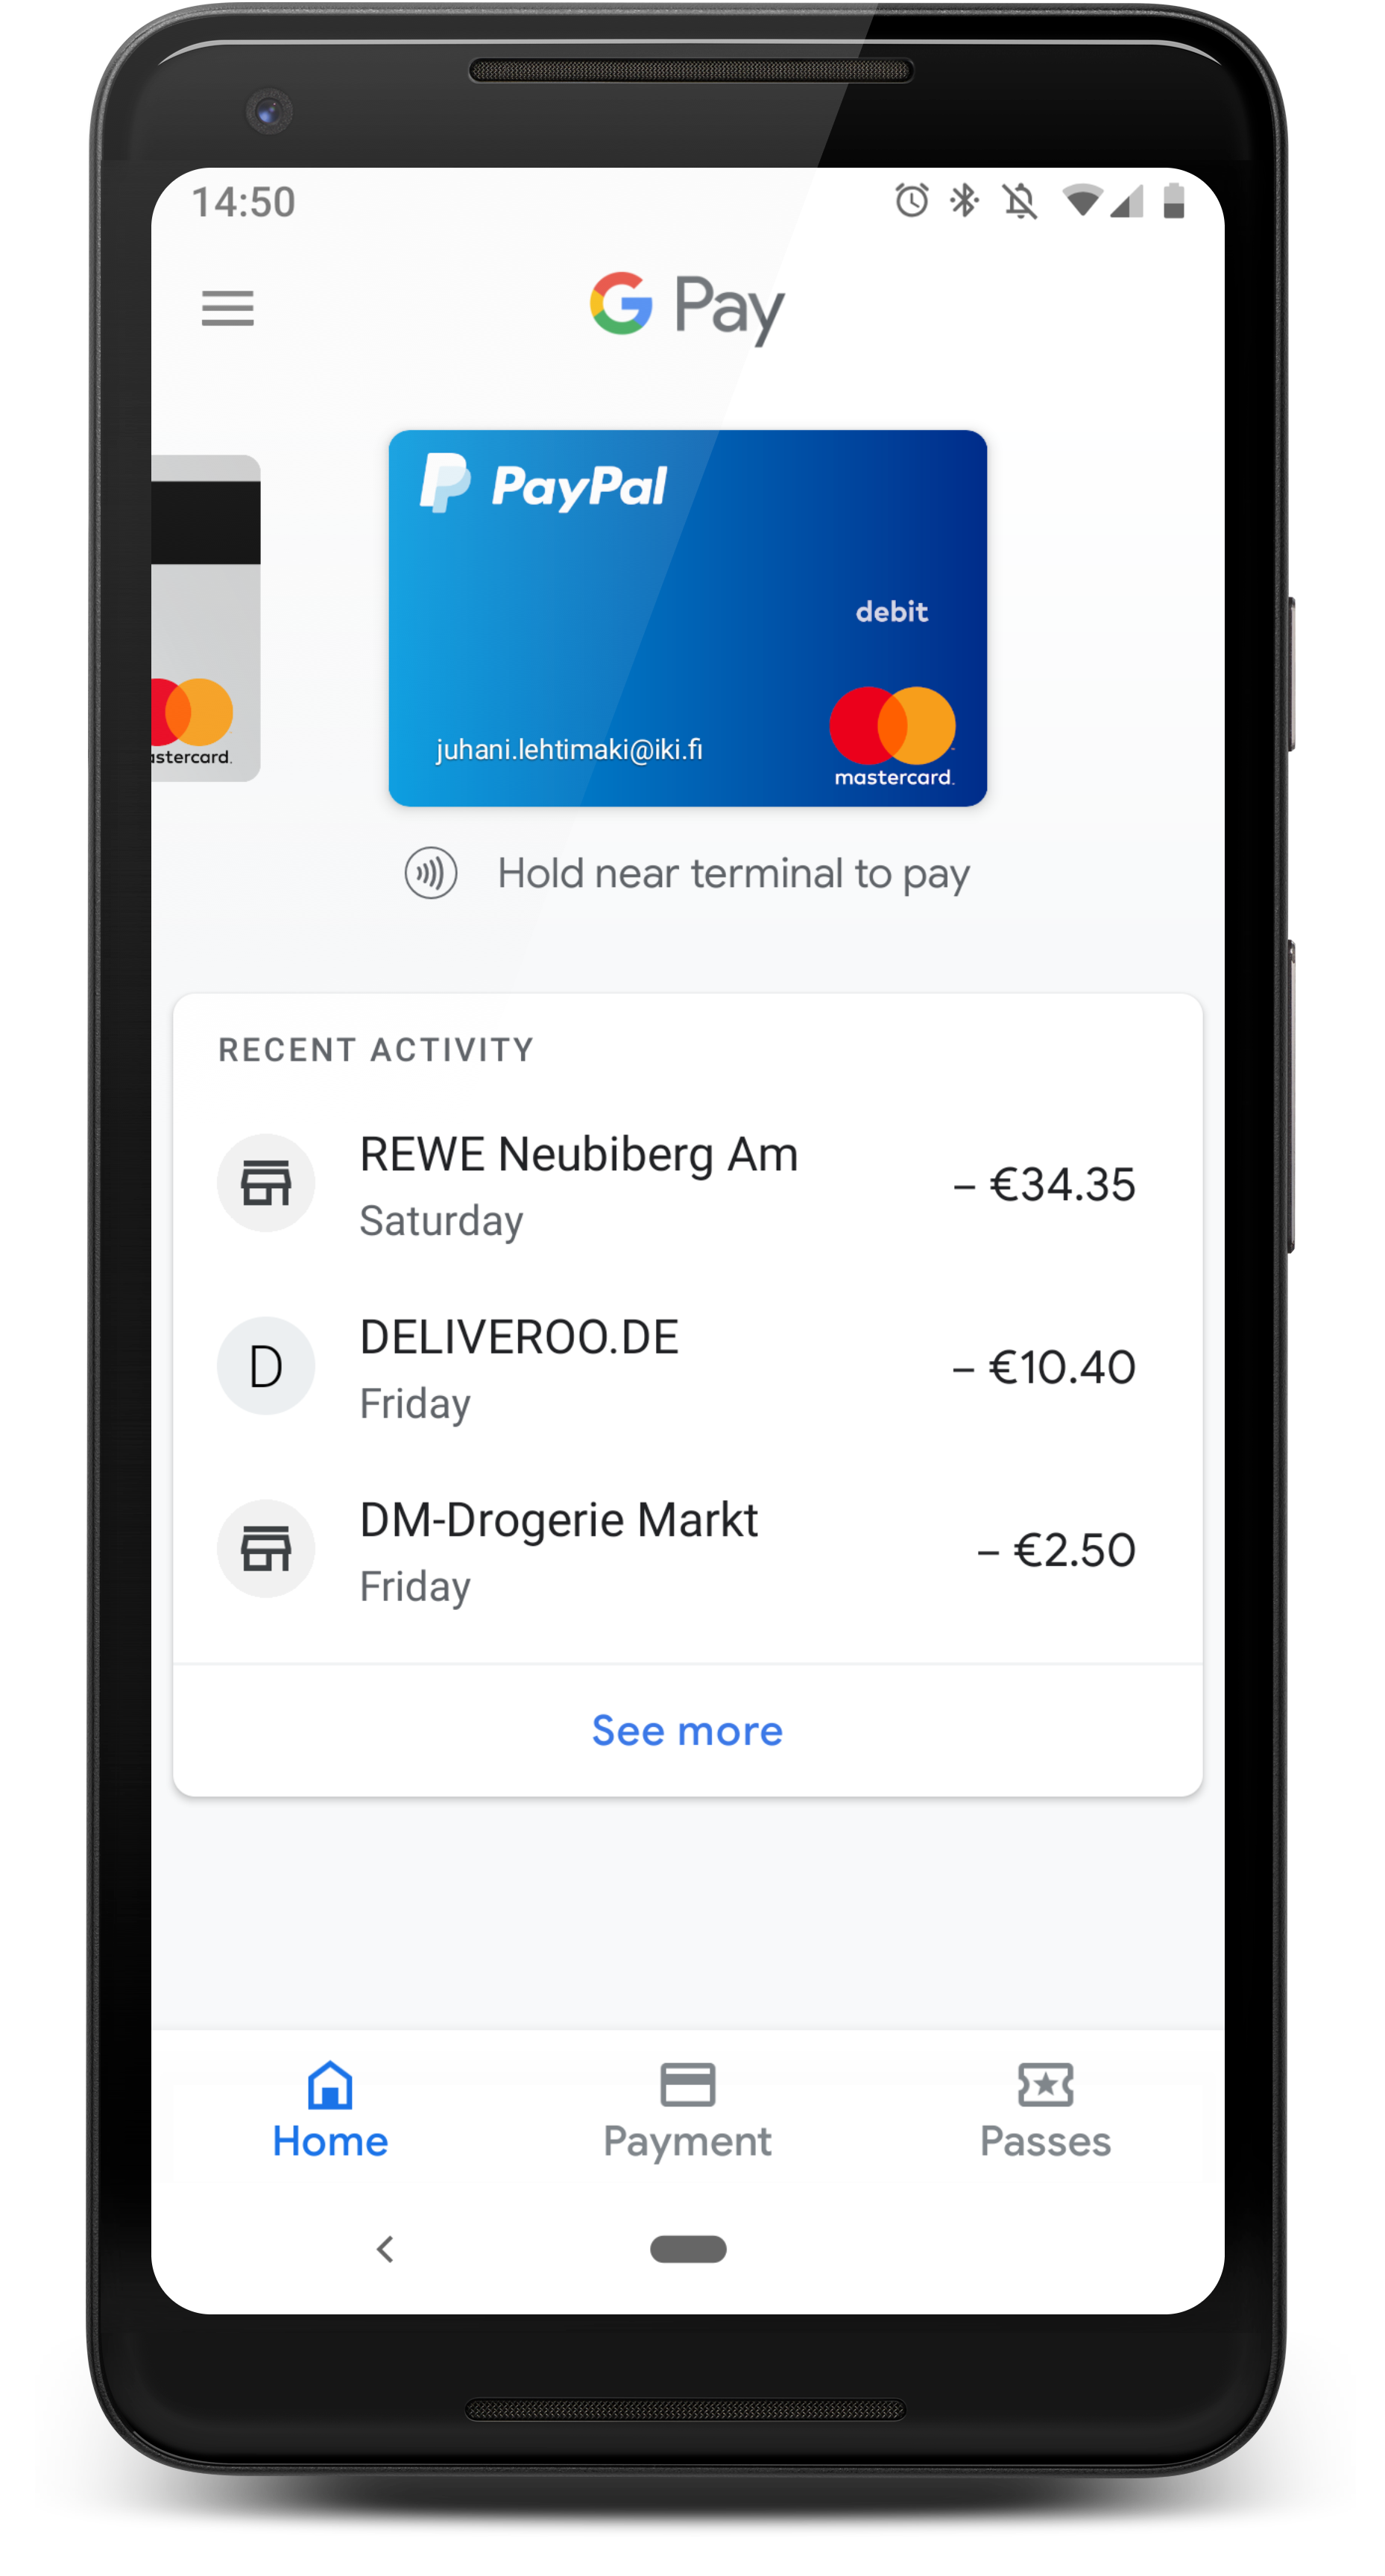 14:50
G Pay
PayPal
debit
juhani.lehtimaki@iki.fi
mastercard.
astercard.
Hold near terminal to pay
RECENT ACTIVITY
REWE Neubiberg Am
– €34.35
Saturday
D
DELIVEROO.DE
– €10.40
Friday
DM-Drogerie Markt
– €2.50
Friday
See more
Home
Payment
Passes